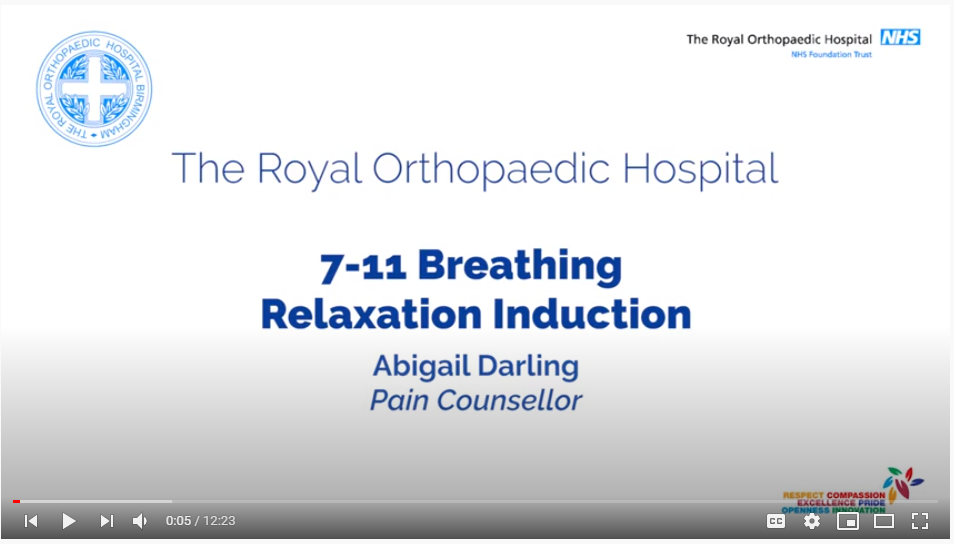 THE ROYAL ORTHOPAEDIC HOSPITAL BIRMINGHAM
The Royal Orthopaedic Hospital NHS
NHS Foundation Trust
The Royal Orthopaedic Hospital
7-11 Breathing
Relaxation Induction
Abigail Darling
Pain Counsellor
RESPECT COMPASSION
EXCELLENCE PRIDE
OPENNESS INNOVATION
0:05 / 12:23
CC